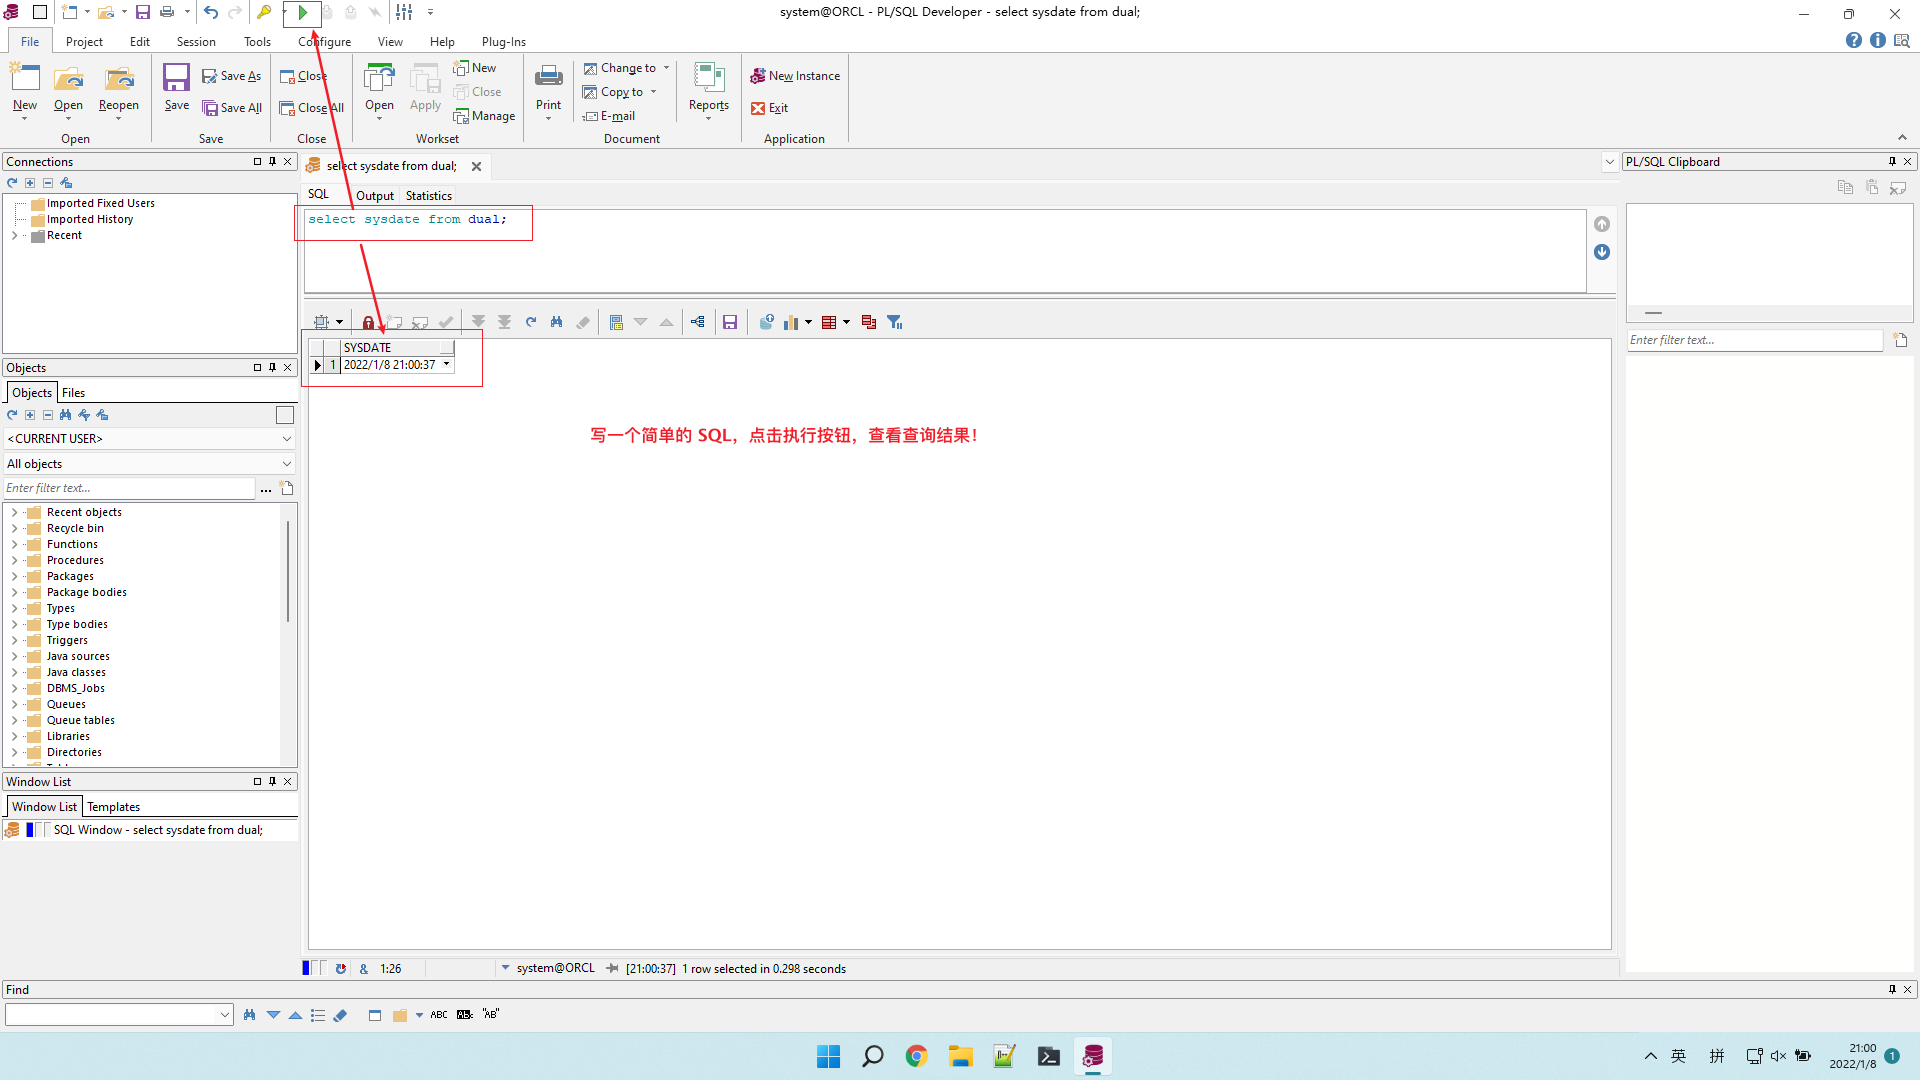 system@ORCL - PL/SQL Developer - select sysdate from dual;
File Project Edit Session Tools Configure View Help Plug-Ins
New Open Reopen
Open
Save Save As Save All
Save
Close Close All
Close
Open Apply New Close Manage
Workset
Print Change to Copy to E-mail
Document
Reports
New Instance Exit
Application
Connections
Imported Fixed Users
Imported History
Recent
Objects
Objects Files
<CURRENT USER>
All objects
Enter filter text...
Recent objects
Recycle bin
Functions
Procedures
Packages
Package bodies
Types
Type bodies
Triggers
Java sources
Java classes
DBMS_Jobs
Queues
Queue tables
Libraries
Directories
Window List
Window List Templates
SQL Window - select sysdate from dual;
select sysdate from dual;
SQL Output Statistics
select sysdate from dual;
SYSDATE
1 2022/1/8 21:00:37
写一个简单的 SQL，点击执行按钮，查看查询结果！
& 1:26 system@ORCL [21:00:37] 1 row selected in 0.298 seconds
PL/SQL Clipboard
Enter filter text...
Find
ABC "AB"
英 拼 21:00
2022/1/8 1